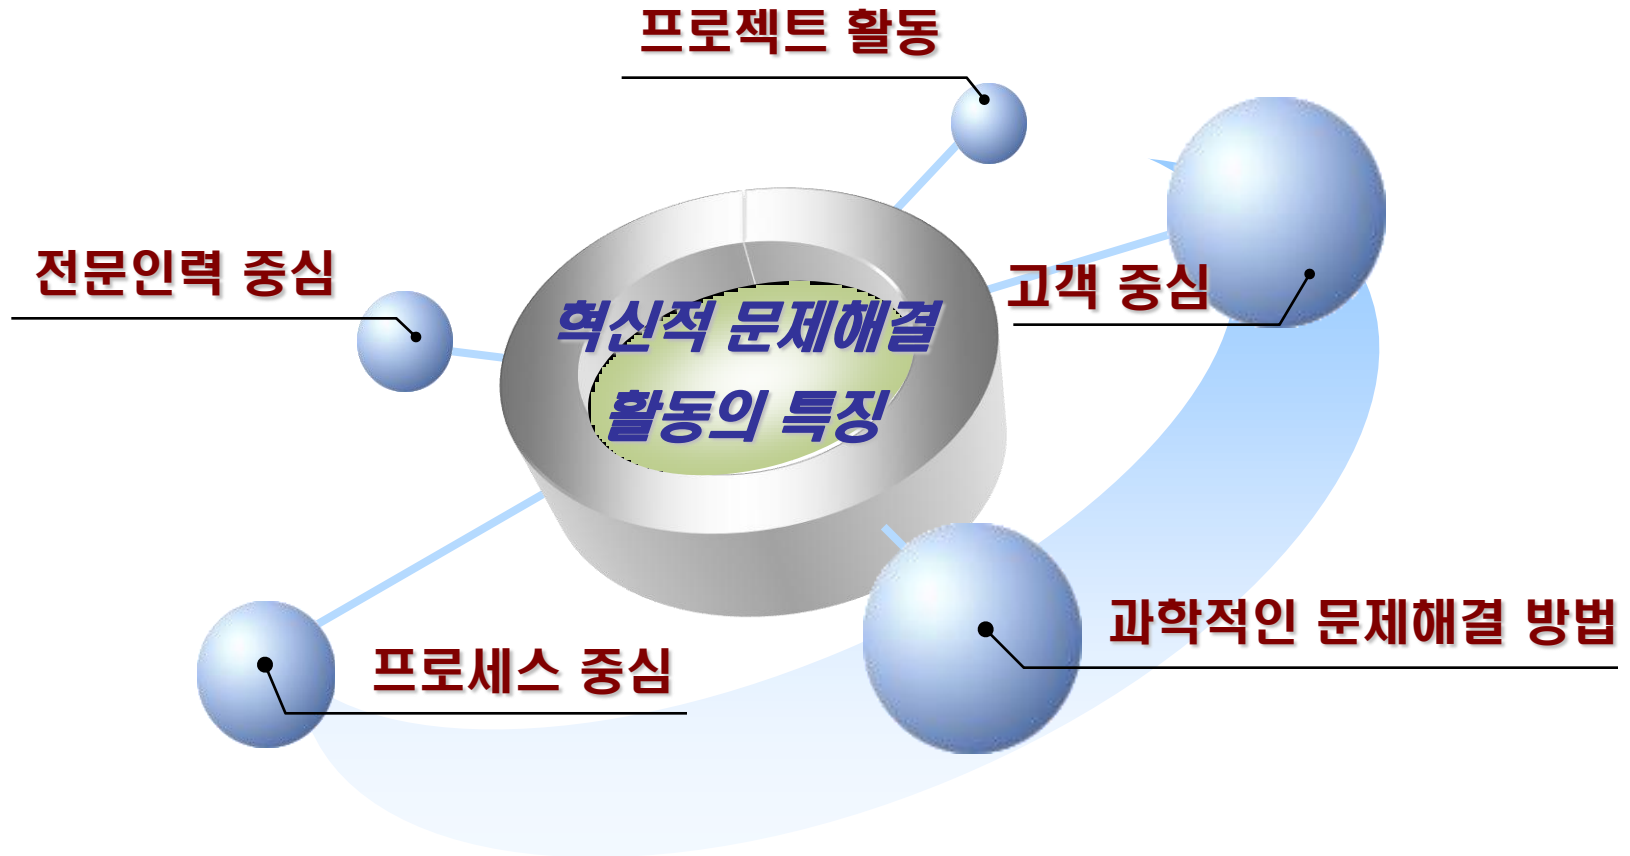 프로젝트 활동
전문인력 중심
고객 중심
혁신적 문제해결
활동의 특징
과학적인 문제해결 방법
프로세스 중심